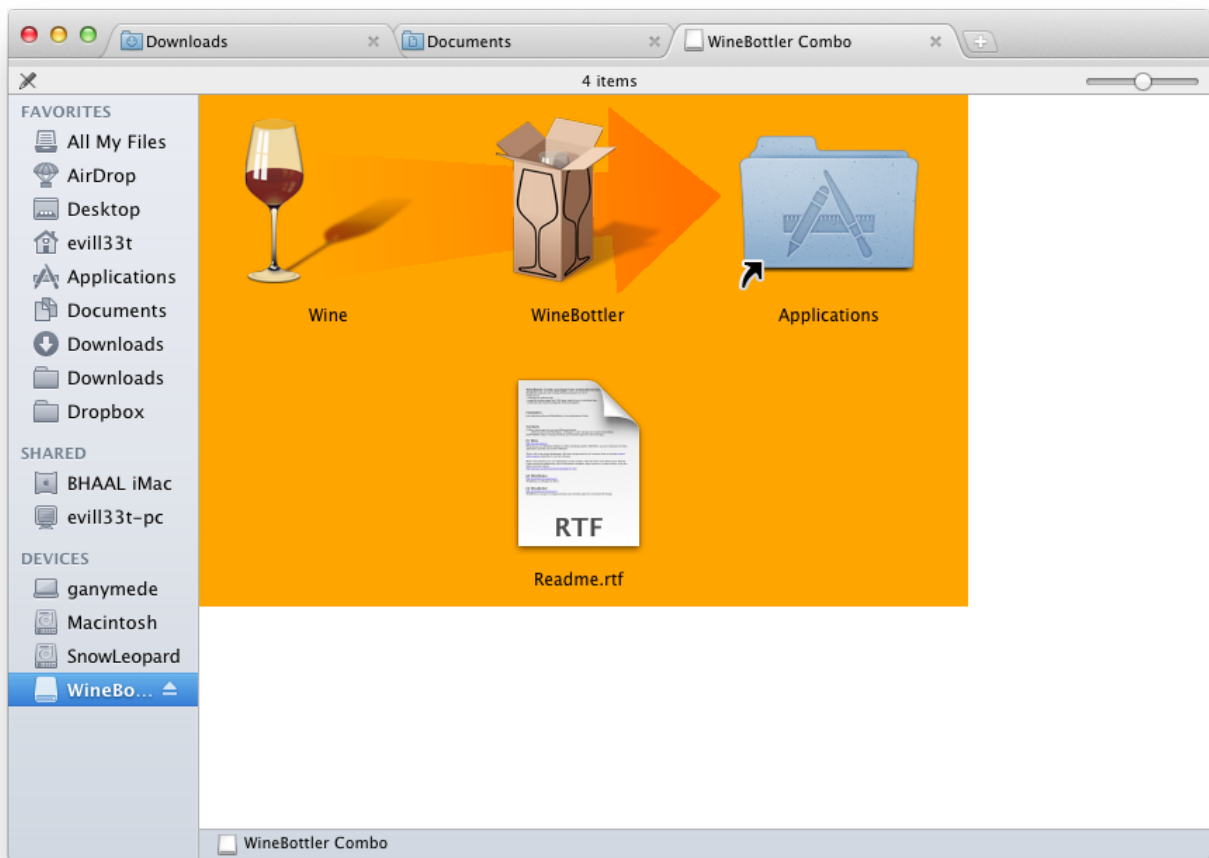 Downloads
Documents
WineBottler Combo
4 items
FAVORITES
All My Files
AirDrop
Desktop
evill33t
Applications
Documents
Downloads
Downloads
Dropbox
SHARED
BHAAL iMac
evill33t-pc
DEVICES
ganymede
Macintosh
SnowLeopard
WineBo...
Wine
WineBottler
Applications
RTF
Readme.rtf
WineBottler Combo